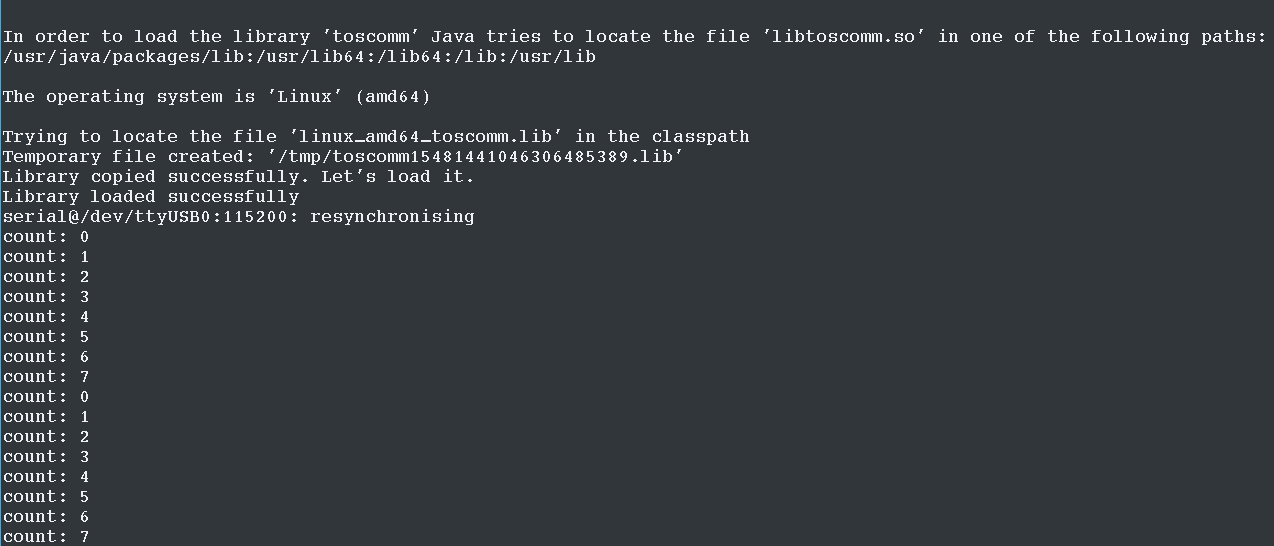 In order to load the library 'toscomm' Java tries to locate the file 'libtoscomm.so' in one of the following paths:
/usr/java/packages/lib:/usr/lib64:/lib64:/lib:/usr/lib
The operating system is 'Linux' (amd64)
Trying to locate the file 'linux_amd64_toscomm.lib' in the classpath
Temporary file created: '/tmp/toscomm15481441046306485389.lib'
Library copied successfully. Let's load it.
Library loaded successfully
serial@/dev/ttyUSB0:115200: resynchronising
count: 0
count: 1
count: 2
count: 3
count: 4
count: 5
count: 6
count: 7
count: 0
count: 1
count: 2
count: 3
count: 4
count: 5
count: 6
count: 7